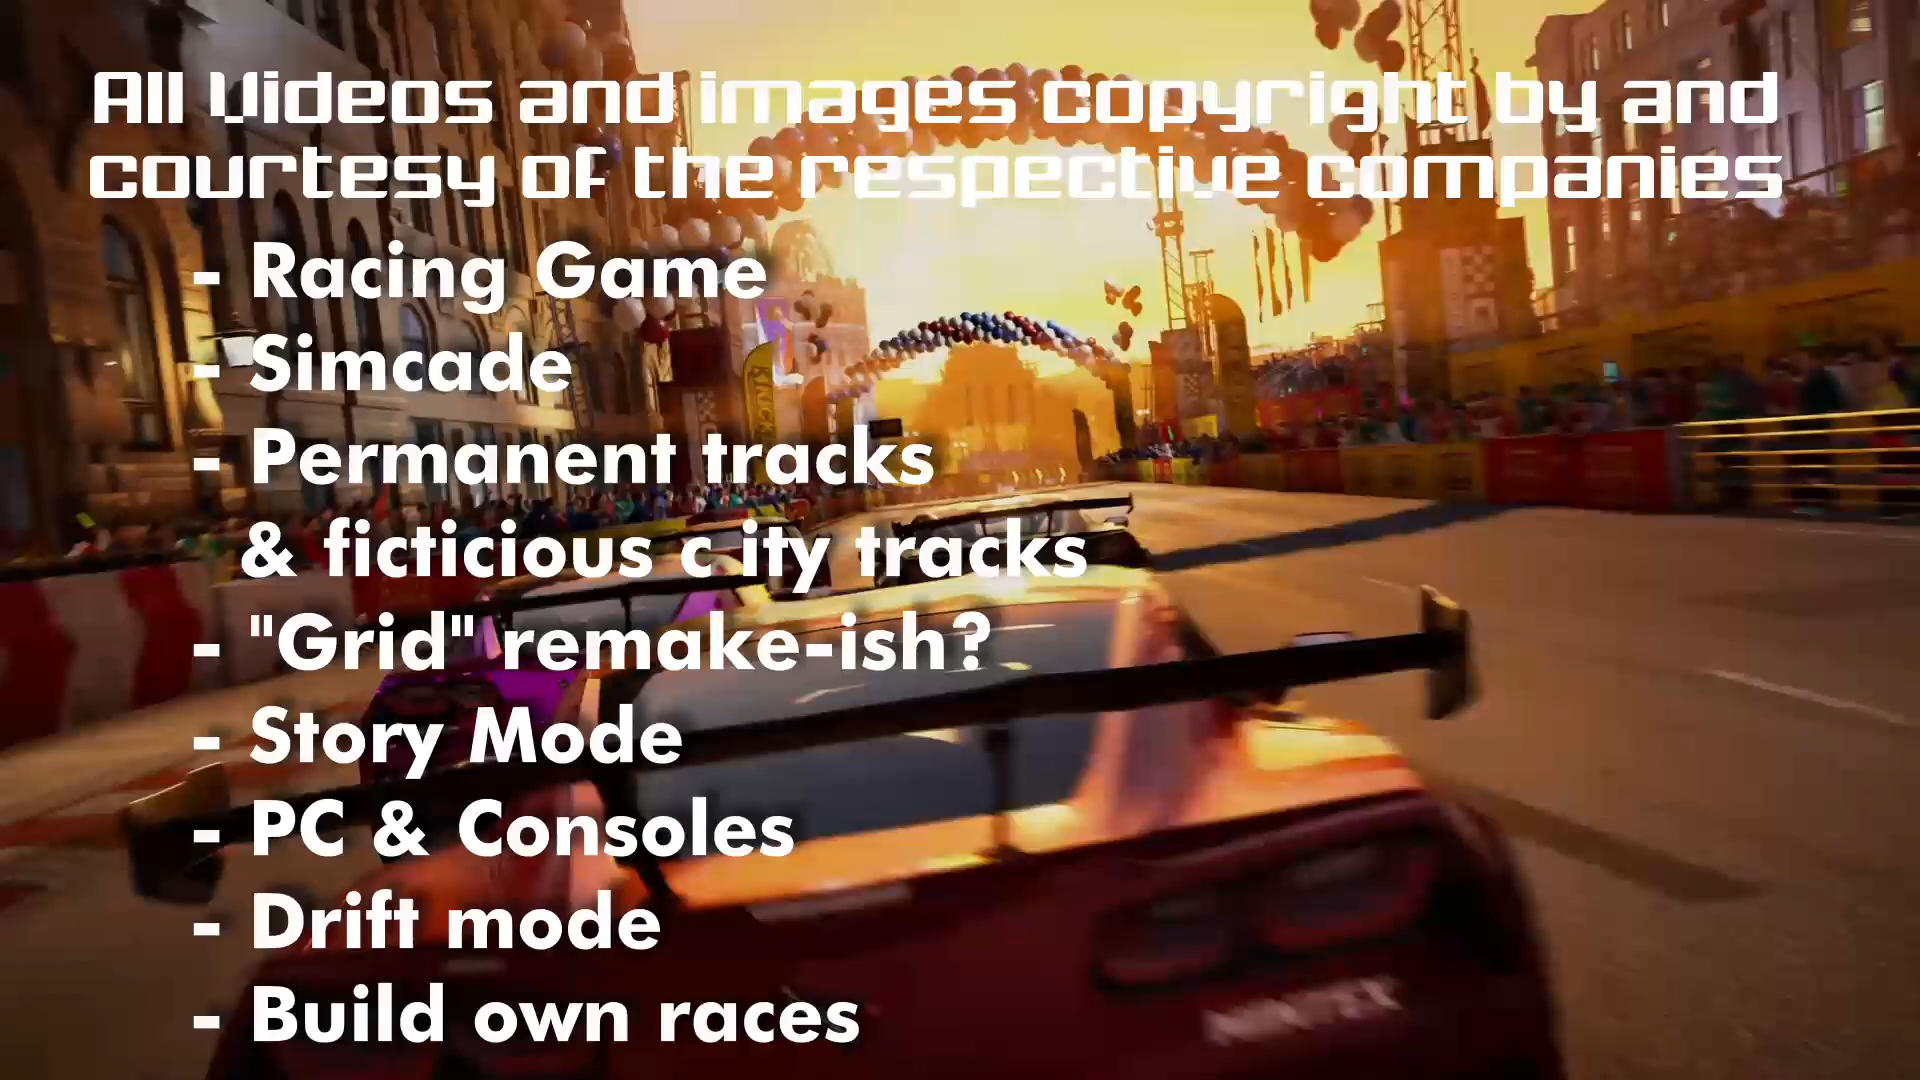 All Videos and images copyright by and
courtesy of the respective companies
- Racing Game
- Simcade
- Permanent tracks
& ficticious c ity tracks
- "Grid" remake-ish?
- Story Mode
- PC & Consoles
- Drift mode
- Build own races